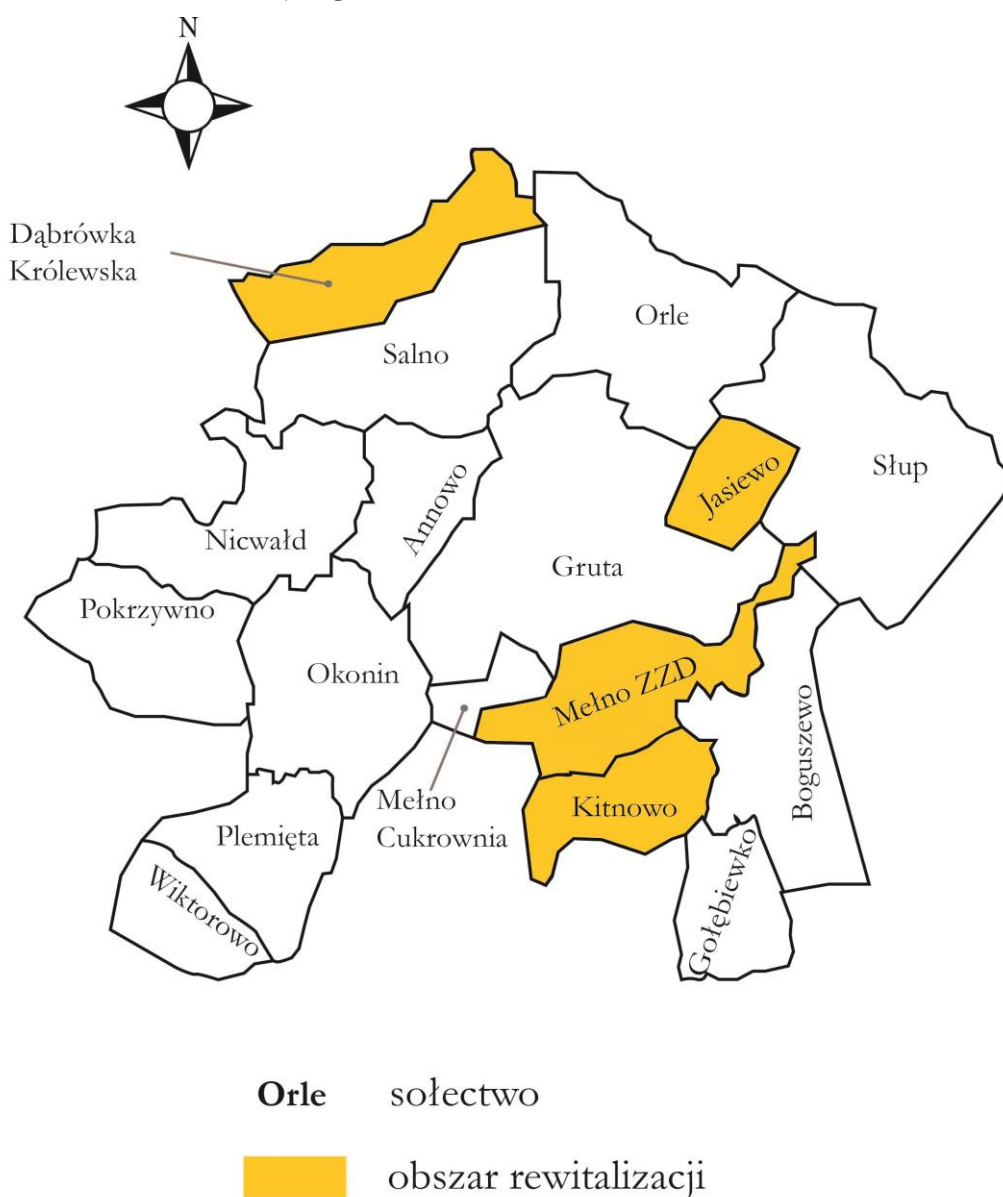 N
Dąbrówka
Królewska
Orle
Salno
Słup
Jasiewo
Annowo
Nicwałd
Gruta
Pokrzywno
Okonin
Mełno ZZD
Boguszewo
Mełno
Cukrownia
Kitnowo
Plemięta
Gołębiewko
Wiktorowo
Orle sołectwo
obszar rewitalizacji